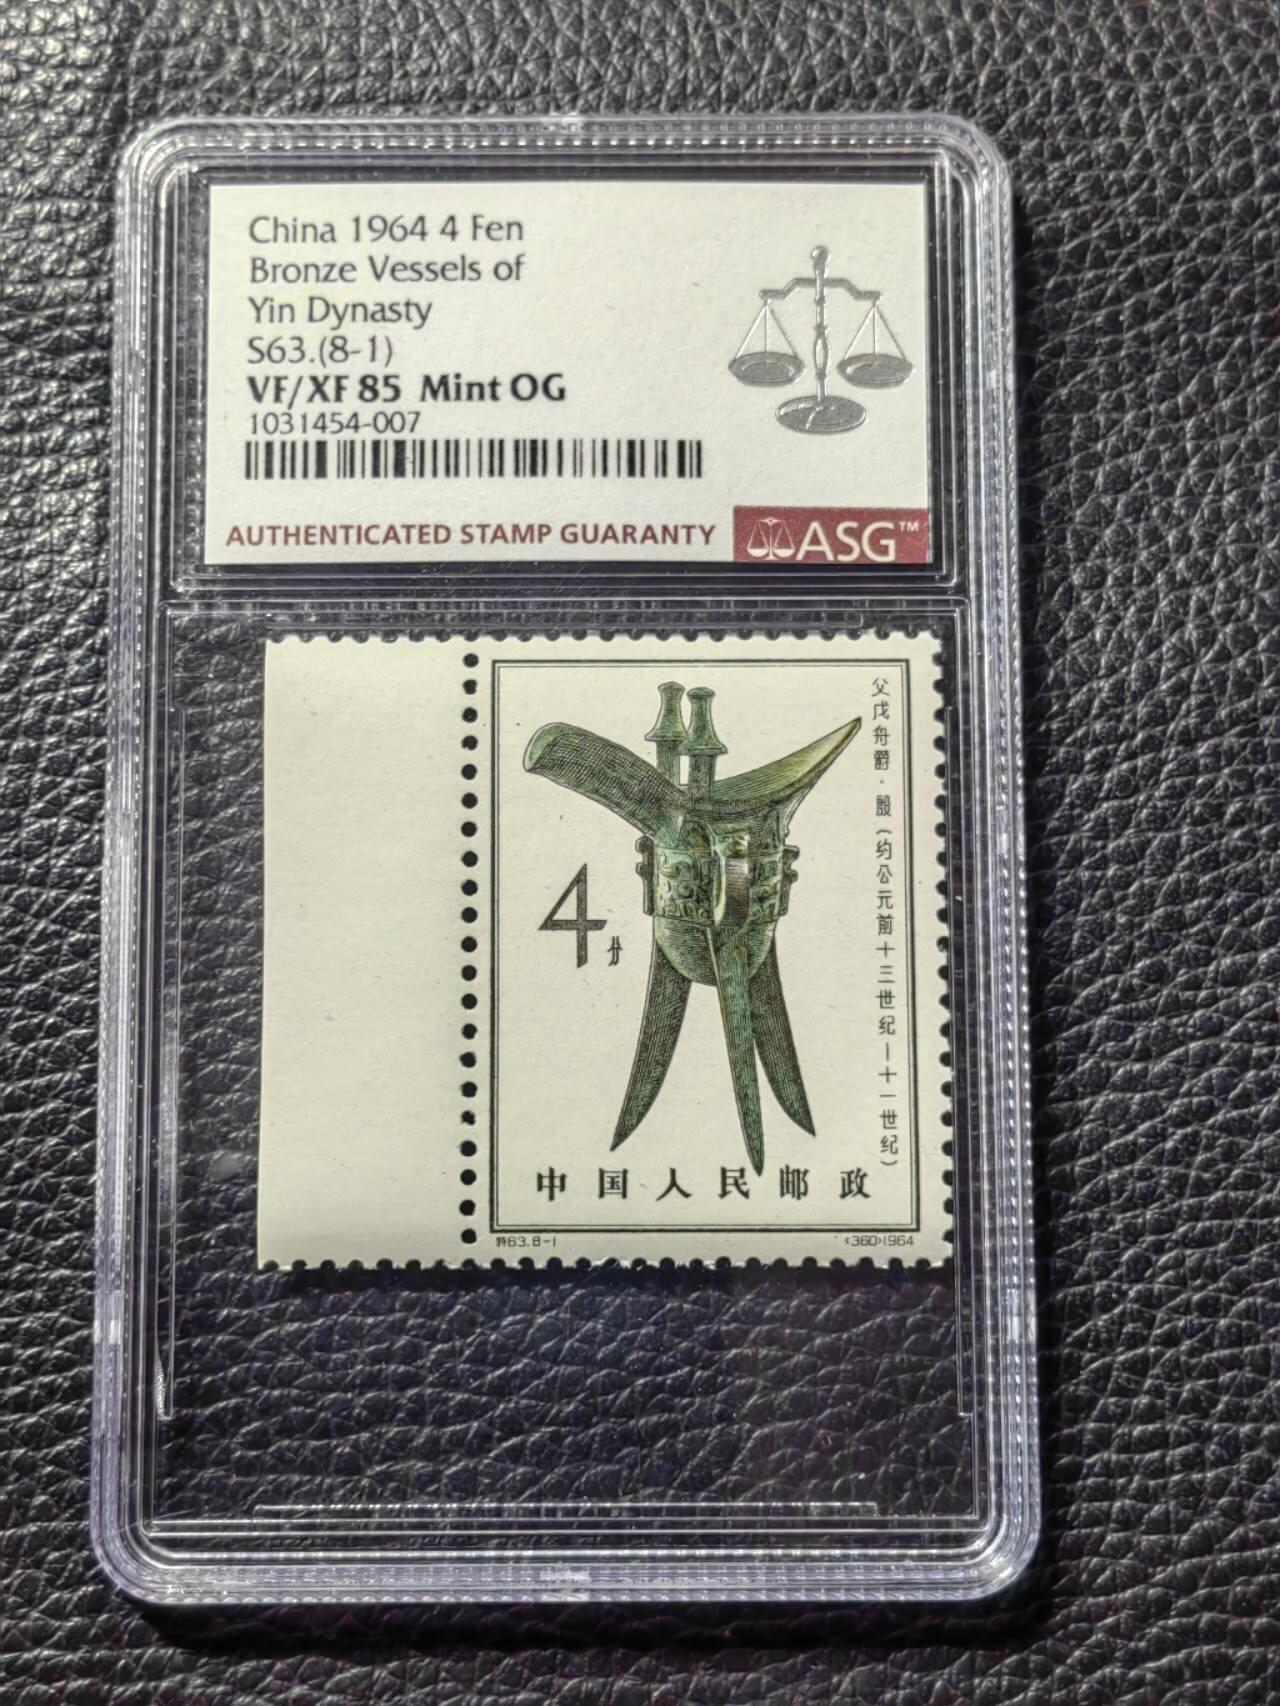 China 1964 4 Fen
Bronze Vessels of
Yin Dynasty
S63.(8-1)
VF/XF 85 Mint OG
1031454-007
AUTHENTICATED STAMP GUARANTY
ASG™
父戊舟爵·殷(约公元前十三世纪—十一世纪)
4分
中国人民邮政
特63.8-1
(360)1964